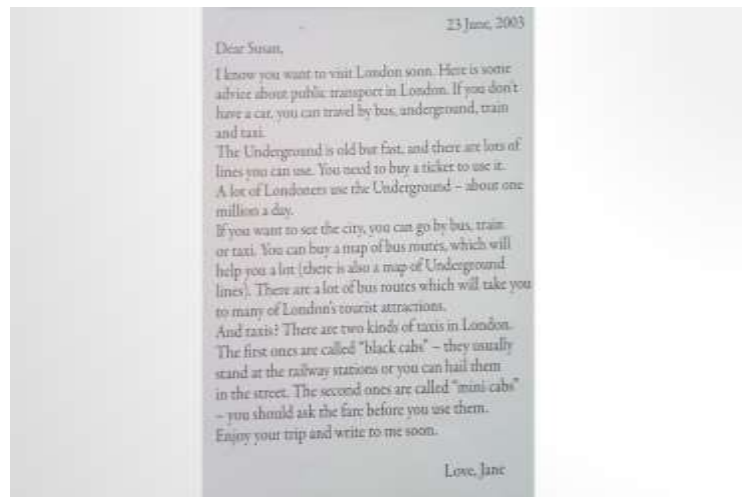 23 June, 2003
Dear Susan,
I know you want to visit London soon. Here is some
advice about public transport in London. If you don't
have a car, you can travel by bus, underground, train
and taxi.
The Underground is old but fast, and there are lots of
lines you can use. You need to buy a ticket to use it.
A lot of Londoners use the Underground – about one
million a day.
If you want to see the city, you can go by bus, train
or taxi. You can buy a map of bus routes, which will
help you a lot (there is also a map of Underground
lines). There are a lot of bus routes which will take you
to many of London's tourist attractions.
And taxis? There are two kinds of taxis in London.
The first ones are called "black cabs" – they usually
stand at the railway stations or you can hail them
in the street. The second ones are called "mini cabs"
– you should ask the fare before you use them.
Enjoy your trip and write to me soon.
Love, Jane